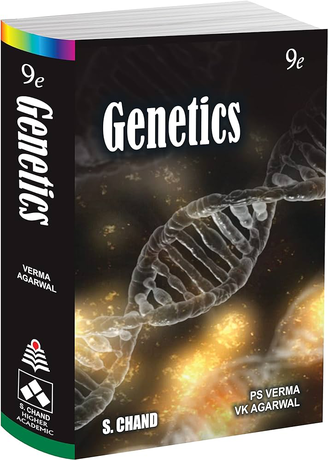 9e
Genetics
VERMA
AGARWAL
S. CHAND
HIGHER
ACADEMIC
9e
Genetics
PS VERMA
VK AGARWAL
S. CHAND